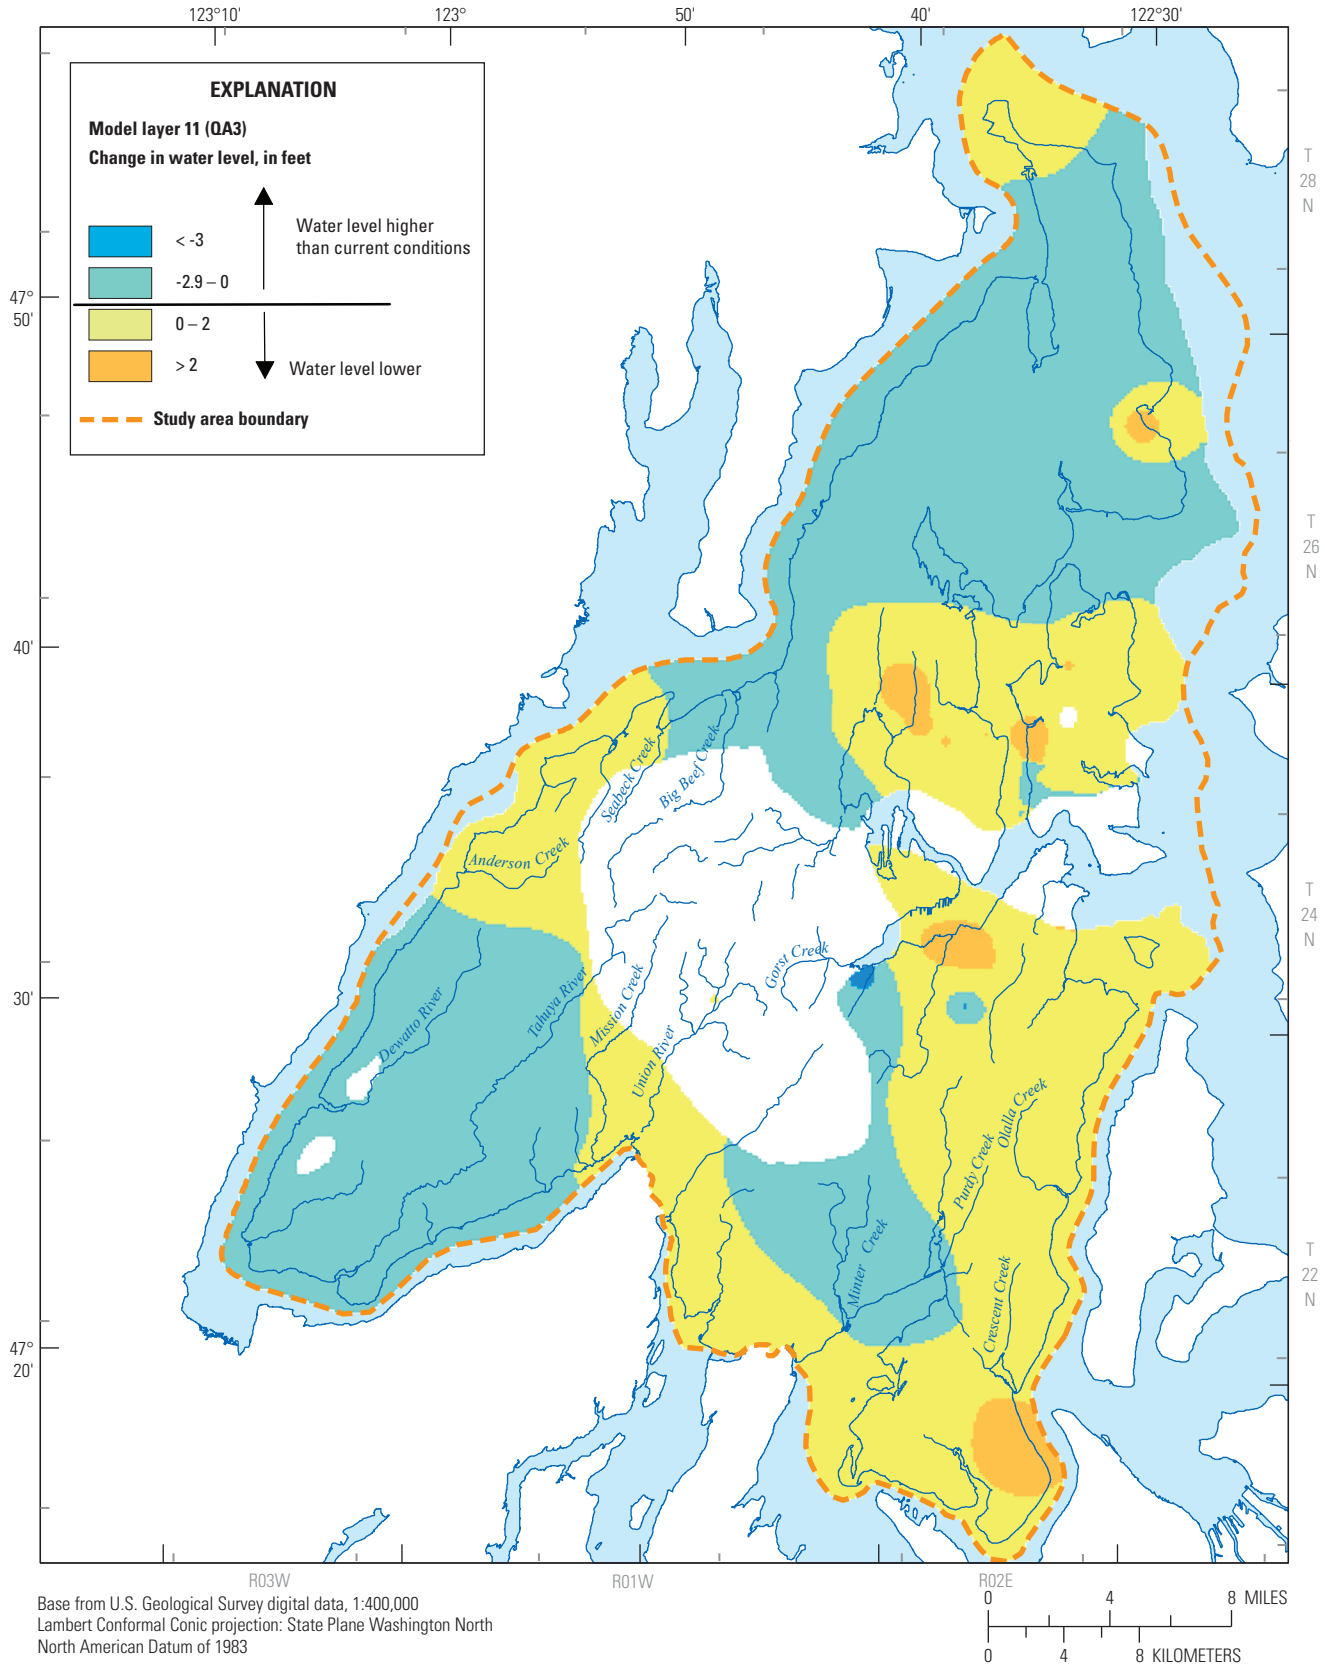 123°10'
123°
50'
40'
122°30'
EXPLANATION
Model layer 11 (QA3)
Change in water level, in feet
Water level higher
than current conditions
< -3
-2.9 – 0
0 – 2
> 2
Water level lower
Study area boundary
T
28
N
47°
50'
T
26
N
40'
Seabeck Creek
Big Beef Creek
Anderson Creek
T
24
N
Gorst Creek
30'
Dewatto River
Tahuya River
Mission Creek
Union River
Olalla Creek
Purdy Creek
Minter Creek
Crescent Creek
T
22
N
47°
20'
R03W
R01W
R02E
Base from U.S. Geological Survey digital data, 1:400,000
Lambert Conformal Conic projection: State Plane Washington North
North American Datum of 1983
0 4 8 MILES
0 4 8 KILOMETERS